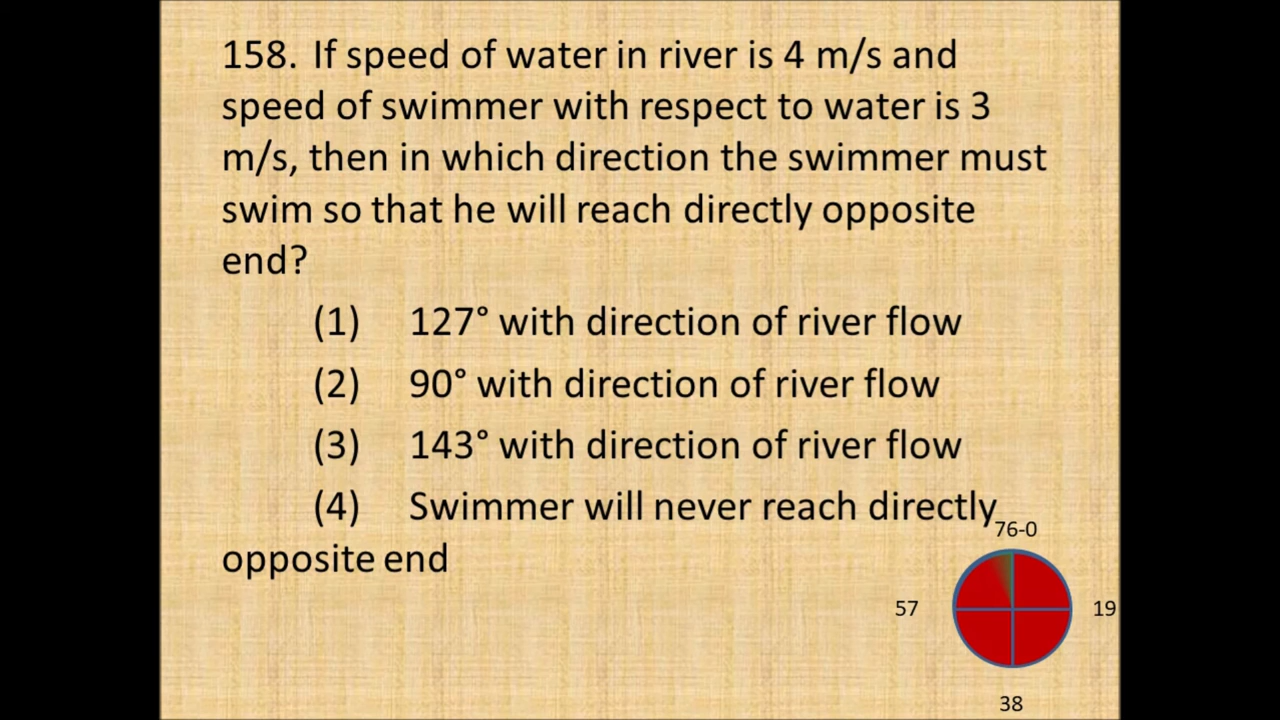 158. If speed of water in river is 4 m/s and
speed of swimmer with respect to water is 3
m/s, then in which direction the swimmer must
swim so that he will reach directly opposite
end?
(1) 127° with direction of river flow
(2) 90° with direction of river flow
(3) 143° with direction of river flow
(4) Swimmer will never reach directly
opposite end
76-0
57
19
38